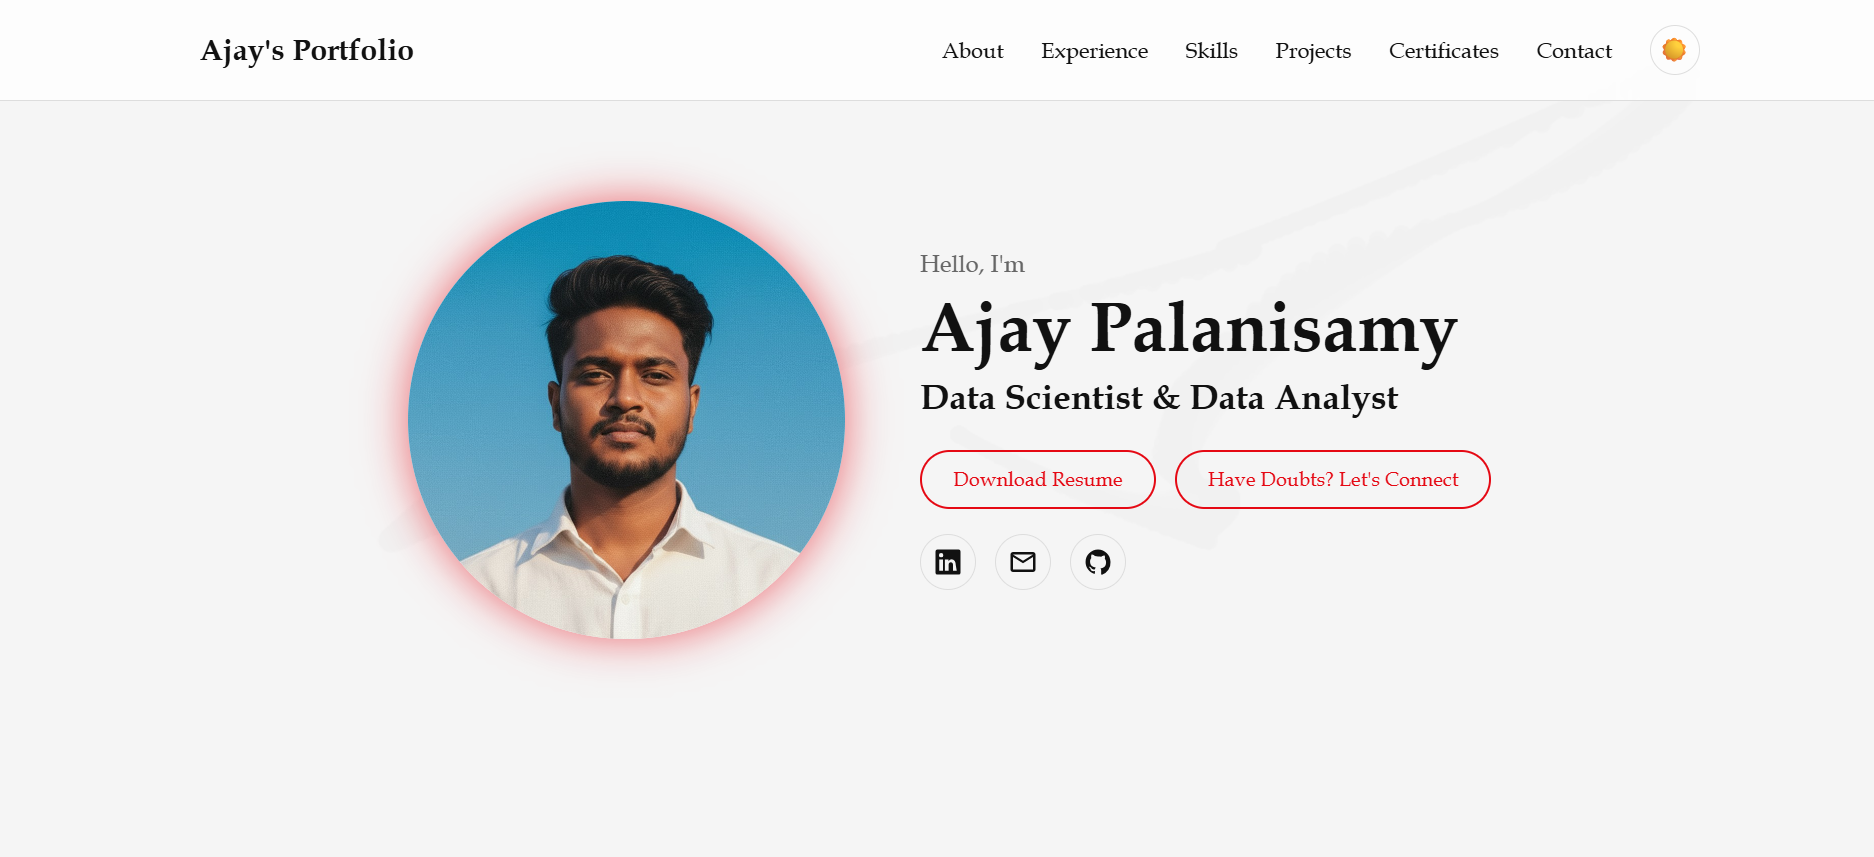 Ajay's Portfolio
About Experience Skills Projects Certificates Contact
Hello, I'm
Ajay Palanisamy
Data Scientist & Data Analyst
Download Resume Have Doubts? Let's Connect
in